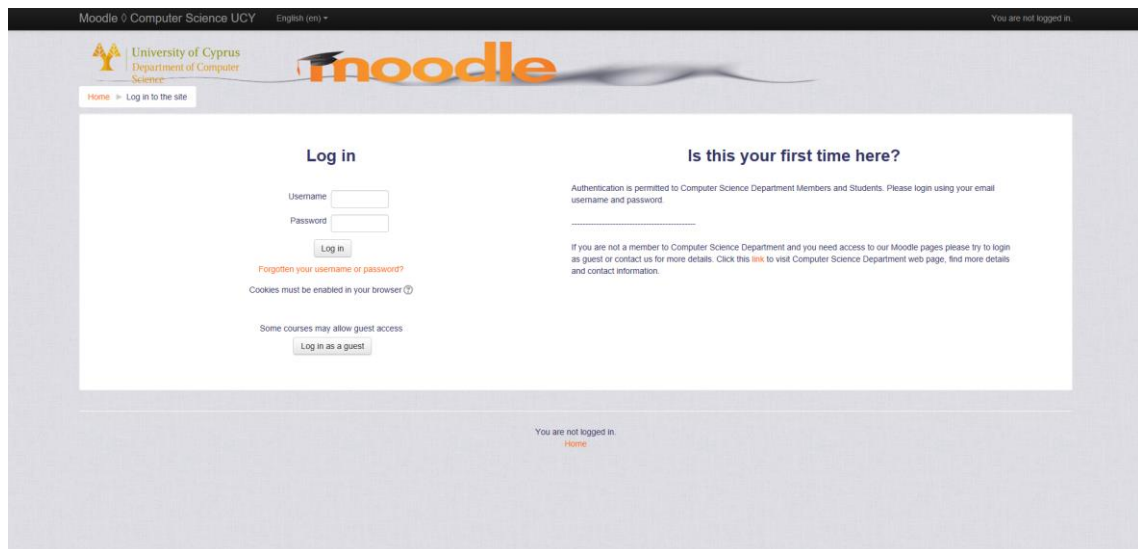 Moodle ◊ Computer Science UCY English (en)
You are not logged in.
University of Cyprus
Department of Computer
Science
moodle
Home ► Log in to the site
Log in
Username
Password
Log in
Forgotten your username or password?
Cookies must be enabled in your browser
Some courses may allow guest access
Log in as a guest
Is this your first time here?
Authentication is permitted to Computer Science Department Members and Students. Please login using your email
username and password.
If you are not a member to Computer Science Department and you need access to our Moodle pages please try to login
as guest or contact us for more details. Click this link to visit Computer Science Department web page, find more details
and contact information.
You are not logged in.
Home